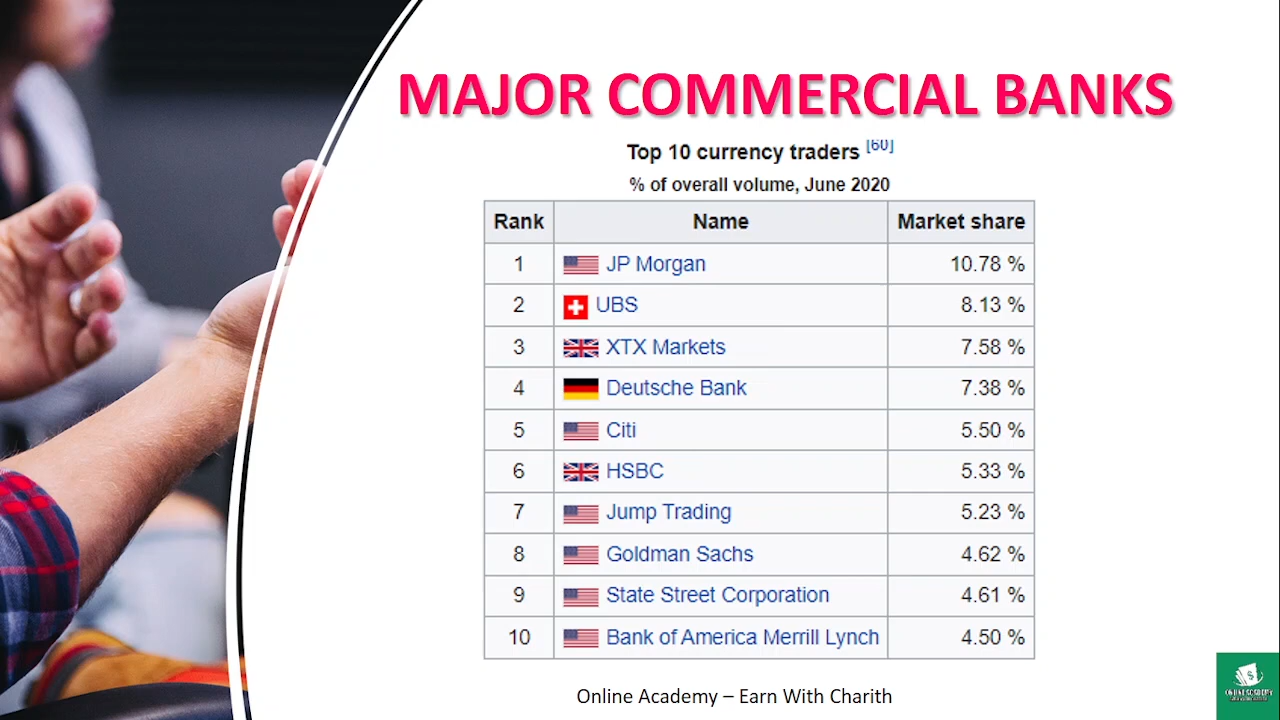 MAJOR COMMERCIAL BANKS
Top 10 currency traders [60]
% of overall volume, June 2020
Rank Name Market share
1 JP Morgan 10.78 %
2 UBS 8.13 %
3 XTX Markets 7.58 %
4 Deutsche Bank 7.38 %
5 Citi 5.50 %
6 HSBC 5.33 %
7 Jump Trading 5.23 %
8 Goldman Sachs 4.62 %
9 State Street Corporation 4.61 %
10 Bank of America Merrill Lynch 4.50 %
Online Academy – Earn With Charith
ONLINE ACADEMY